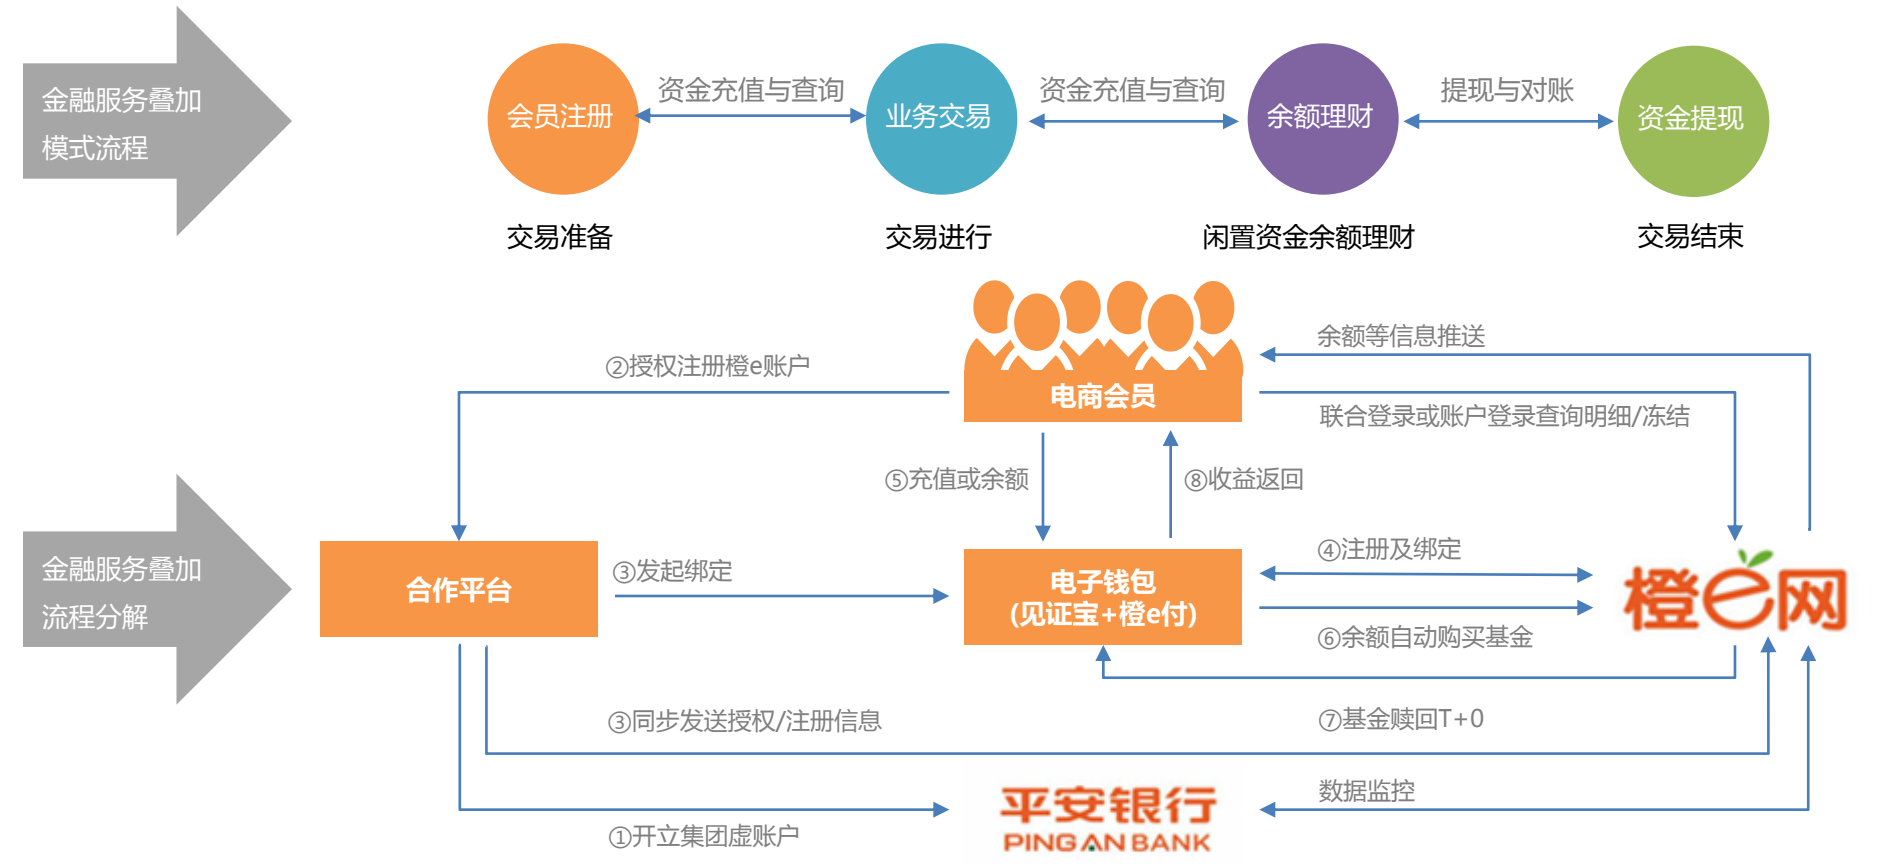 金融服务叠加
模式流程
会员注册
资金充值与查询
业务交易
资金充值与查询
余额理财
提现与对账
资金提现
交易准备
交易进行
闲置资金余额理财
交易结束
余额等信息推送
②授权注册橙e账户
电商会员
联合登录或账户登录查询明细/冻结
⑤充值或余额
⑧收益返回
金融服务叠加
流程分解
合作平台
③发起绑定
电子钱包
(见证宝+橙e付)
④注册及绑定
⑥余额自动购买基金
橙e网
③同步发送授权/注册信息
⑦基金赎回T+0
①开立集团虚账户
平安银行
PING AN BANK
数据监控